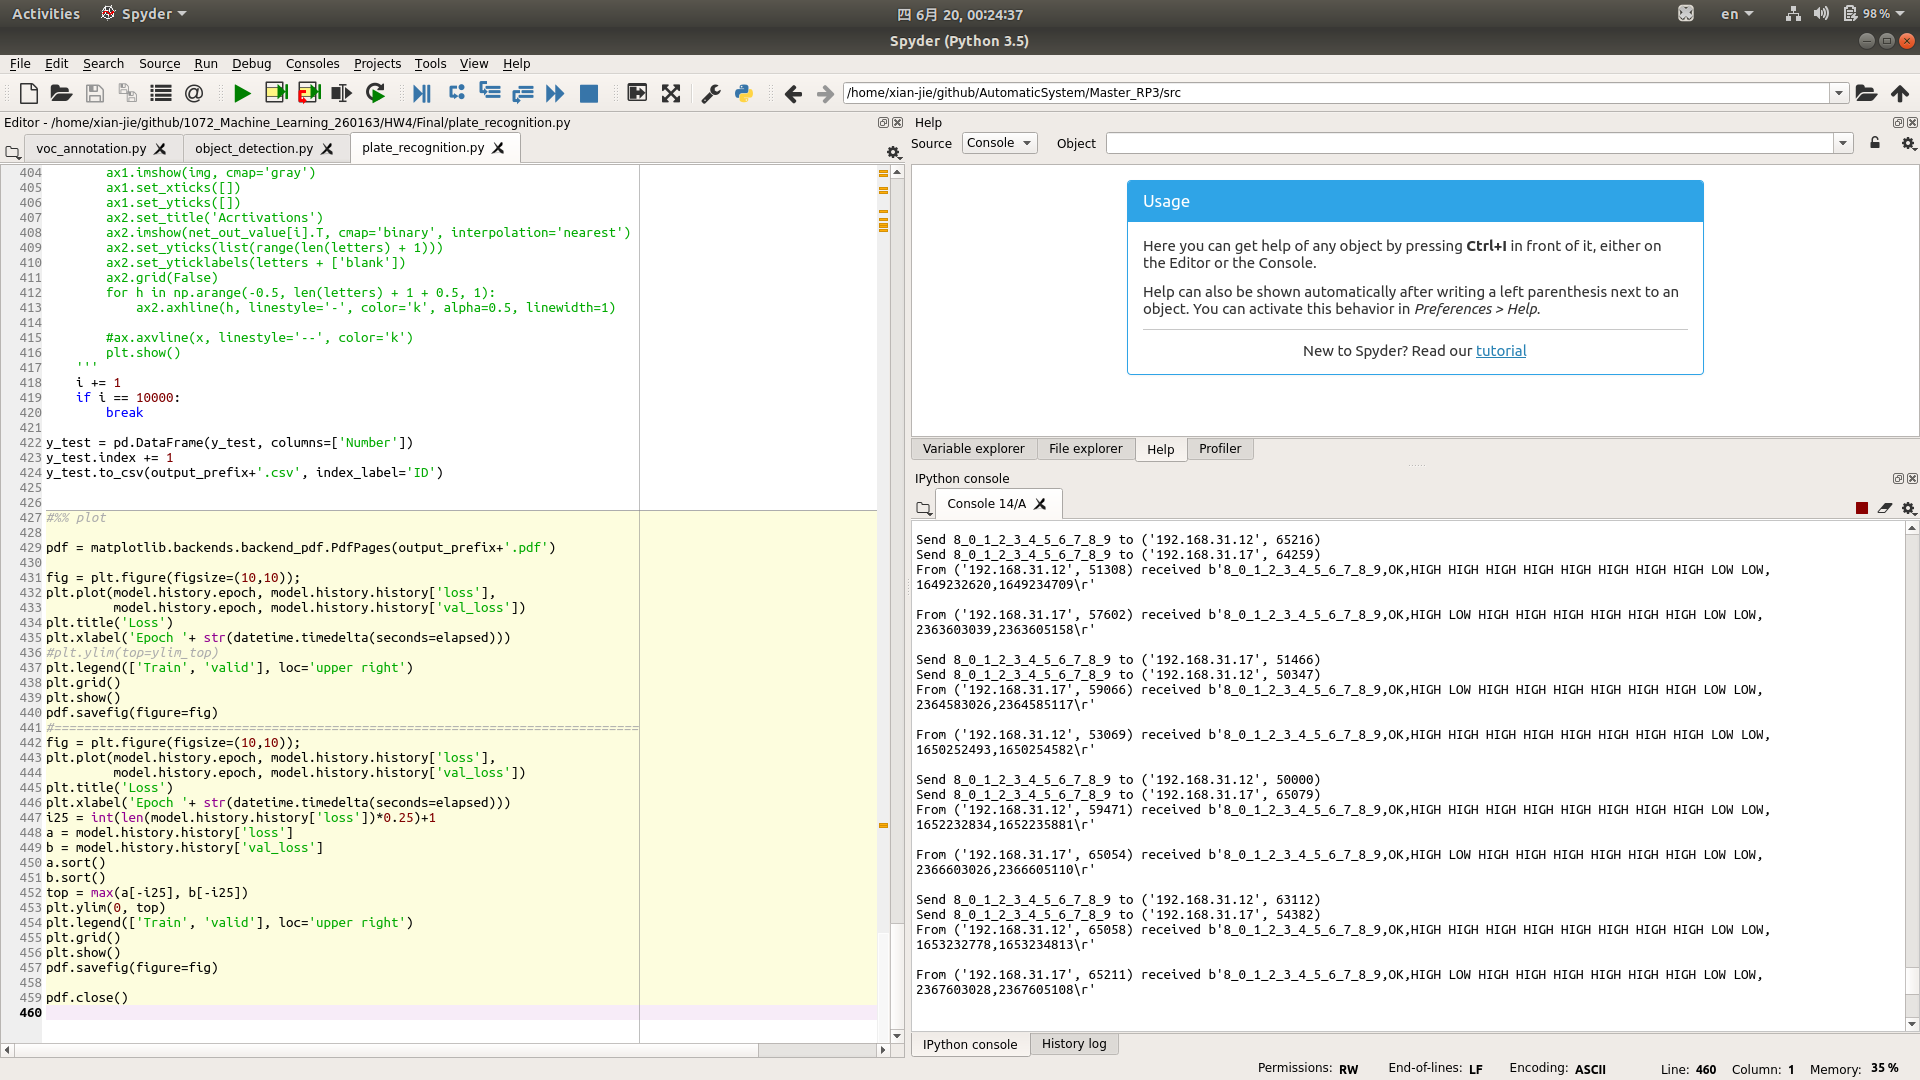 Activities
Spyder
四 6月 20, 00:24:37
en
98 %
Spyder (Python 3.5)
File Edit Search Source Run Debug Consoles Projects Tools View Help
/home/xian-jie/github/AutomaticSystem/Master_RP3/src
Editor - /home/xian-jie/github/1072_Machine_Learning_260163/HW4/Final/plate_recognition.py
voc_annotation.py
object_detection.py
plate_recognition.py
404         ax1.imshow(img, cmap='gray')
405         ax1.set_xticks([])
406         ax1.set_yticks([])
407         ax2.set_title('Acrtivations')
408         ax2.imshow(net_out_value[i].T, cmap='binary', interpolation='nearest')
409         ax2.set_yticks(list(range(len(letters) + 1)))
410         ax2.set_yticklabels(letters + ['blank'])
411         ax2.grid(False)
412         for h in np.arange(-0.5, len(letters) + 1 + 0.5, 1):
413             ax2.axhline(h, linestyle='-', color='k', alpha=0.5, linewidth=1)
414
415         #ax.axvline(x, linestyle='--', color='k')
416         plt.show()
417     '''
418     i += 1
419     if i == 10000:
420         break
421
422 y_test = pd.DataFrame(y_test, columns=['Number'])
423 y_test.index += 1
424 y_test.to_csv(output_prefix+'.csv', index_label='ID')
425
426
427 #%% plot
428
429 pdf = matplotlib.backends.backend_pdf.PdfPages(output_prefix+'.pdf')
430
431 fig = plt.figure(figsize=(10,10));
432 plt.plot(model.history.epoch, model.history.history['loss'],
433          model.history.epoch, model.history.history['val_loss'])
434 plt.title('Loss')
435 plt.xlabel('Epoch '+ str(datetime.timedelta(seconds=elapsed)))
436 #plt.ylim(top=ylim_top)
437 plt.legend(['Train', 'valid'], loc='upper right')
438 plt.grid()
439 plt.show()
440 pdf.savefig(figure=fig)
441 #==============================================================================
442 fig = plt.figure(figsize=(10,10));
443 plt.plot(model.history.epoch, model.history.history['loss'],
444          model.history.epoch, model.history.history['val_loss'])
445 plt.title('Loss')
446 plt.xlabel('Epoch '+ str(datetime.timedelta(seconds=elapsed)))
447 i25 = int(len(model.history.history['loss'])*0.25)+1
448 a = model.history.history['loss']
449 b = model.history.history['val_loss']
450 a.sort()
451 b.sort()
452 top = max(a[-i25], b[-i25])
453 plt.ylim(0, top)
454 plt.legend(['Train', 'valid'], loc='upper right')
455 plt.grid()
456 plt.show()
457 pdf.savefig(figure=fig)
458
459 pdf.close()
460
Help
Source Console Object
Usage
Here you can get help of any object by pressing Ctrl+I in front of it, either on
the Editor or the Console.
Help can also be shown automatically after writing a left parenthesis next to an
object. You can activate this behavior in Preferences > Help.
New to Spyder? Read our tutorial
Variable explorer File explorer Help Profiler
IPython console
Console 14/A
Send 8_0_1_2_3_4_5_6_7_8_9 to ('192.168.31.12', 65216)
Send 8_0_1_2_3_4_5_6_7_8_9 to ('192.168.31.17', 64259)
From ('192.168.31.12', 51308) received b'8_0_1_2_3_4_5_6_7_8_9,OK,HIGH HIGH HIGH HIGH HIGH HIGH HIGH HIGH LOW LOW,
1649232620,1649234709\r'
From ('192.168.31.17', 57602) received b'8_0_1_2_3_4_5_6_7_8_9,OK,HIGH LOW HIGH HIGH HIGH HIGH HIGH HIGH LOW LOW,
2363603039,2363605158\r'
Send 8_0_1_2_3_4_5_6_7_8_9 to ('192.168.31.17', 51466)
Send 8_0_1_2_3_4_5_6_7_8_9 to ('192.168.31.12', 50347)
From ('192.168.31.17', 59066) received b'8_0_1_2_3_4_5_6_7_8_9,OK,HIGH LOW HIGH HIGH HIGH HIGH HIGH HIGH LOW LOW,
2364583026,2364585117\r'
From ('192.168.31.12', 53069) received b'8_0_1_2_3_4_5_6_7_8_9,OK,HIGH HIGH HIGH HIGH HIGH HIGH HIGH HIGH LOW LOW,
1650252493,1650254582\r'
Send 8_0_1_2_3_4_5_6_7_8_9 to ('192.168.31.12', 50000)
Send 8_0_1_2_3_4_5_6_7_8_9 to ('192.168.31.17', 65079)
From ('192.168.31.12', 59471) received b'8_0_1_2_3_4_5_6_7_8_9,OK,HIGH HIGH HIGH HIGH HIGH HIGH HIGH HIGH LOW LOW,
1652232834,1652235881\r'
From ('192.168.31.17', 65054) received b'8_0_1_2_3_4_5_6_7_8_9,OK,HIGH LOW HIGH HIGH HIGH HIGH HIGH HIGH LOW LOW,
2366603026,2366605110\r'
Send 8_0_1_2_3_4_5_6_7_8_9 to ('192.168.31.12', 63112)
Send 8_0_1_2_3_4_5_6_7_8_9 to ('192.168.31.17', 54382)
From ('192.168.31.12', 65058) received b'8_0_1_2_3_4_5_6_7_8_9,OK,HIGH HIGH HIGH HIGH HIGH HIGH HIGH HIGH LOW LOW,
1653232778,1653234813\r'
From ('192.168.31.17', 65211) received b'8_0_1_2_3_4_5_6_7_8_9,OK,HIGH LOW HIGH HIGH HIGH HIGH HIGH HIGH LOW LOW,
2367603028,2367605108\r'
IPython console History log
Permissions: RW End-of-lines: LF Encoding: ASCII Line: 460 Column: 1 Memory: 35 %